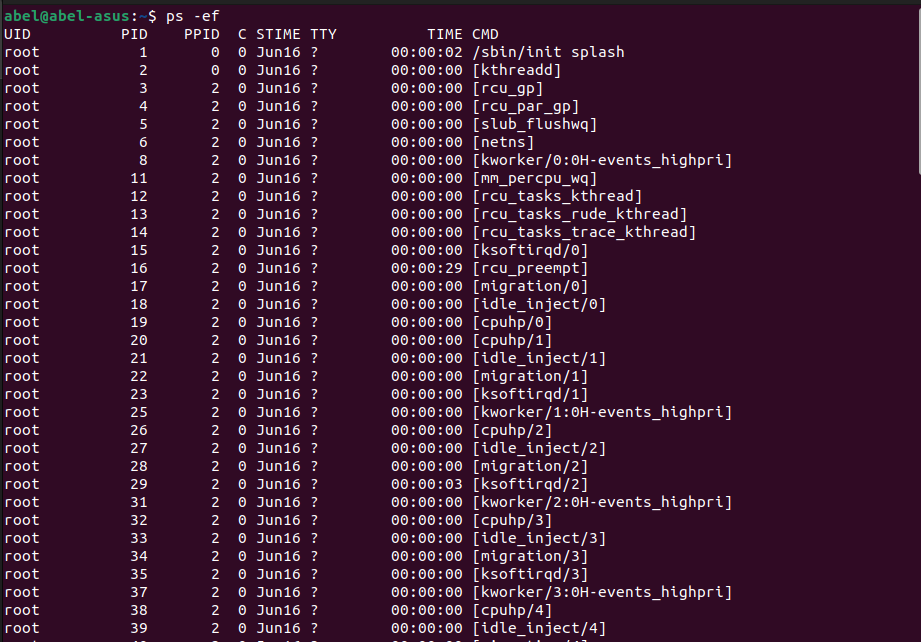 abel@abel-asus:~$ ps -ef
UID          PID    PPID  C STIME TTY          TIME CMD
root           1       0  0 Jun16 ?        00:00:02 /sbin/init splash
root           2       0  0 Jun16 ?        00:00:00 [kthreadd]
root           3       2  0 Jun16 ?        00:00:00 [rcu_gp]
root           4       2  0 Jun16 ?        00:00:00 [rcu_par_gp]
root           5       2  0 Jun16 ?        00:00:00 [slub_flushwq]
root           6       2  0 Jun16 ?        00:00:00 [netns]
root           8       2  0 Jun16 ?        00:00:00 [kworker/0:0H-events_highpri]
root          11       2  0 Jun16 ?        00:00:00 [mm_percpu_wq]
root          12       2  0 Jun16 ?        00:00:00 [rcu_tasks_kthread]
root          13       2  0 Jun16 ?        00:00:00 [rcu_tasks_rude_kthread]
root          14       2  0 Jun16 ?        00:00:00 [rcu_tasks_trace_kthread]
root          15       2  0 Jun16 ?        00:00:00 [ksoftirqd/0]
root          16       2  0 Jun16 ?        00:00:29 [rcu_preempt]
root          17       2  0 Jun16 ?        00:00:00 [migration/0]
root          18       2  0 Jun16 ?        00:00:00 [idle_inject/0]
root          19       2  0 Jun16 ?        00:00:00 [cpuhp/0]
root          20       2  0 Jun16 ?        00:00:00 [cpuhp/1]
root          21       2  0 Jun16 ?        00:00:00 [idle_inject/1]
root          22       2  0 Jun16 ?        00:00:00 [migration/1]
root          23       2  0 Jun16 ?        00:00:00 [ksoftirqd/1]
root          25       2  0 Jun16 ?        00:00:00 [kworker/1:0H-events_highpri]
root          26       2  0 Jun16 ?        00:00:00 [cpuhp/2]
root          27       2  0 Jun16 ?        00:00:00 [idle_inject/2]
root          28       2  0 Jun16 ?        00:00:00 [migration/2]
root          29       2  0 Jun16 ?        00:00:03 [ksoftirqd/2]
root          31       2  0 Jun16 ?        00:00:00 [kworker/2:0H-events_highpri]
root          32       2  0 Jun16 ?        00:00:00 [cpuhp/3]
root          33       2  0 Jun16 ?        00:00:00 [idle_inject/3]
root          34       2  0 Jun16 ?        00:00:00 [migration/3]
root          35       2  0 Jun16 ?        00:00:00 [ksoftirqd/3]
root          37       2  0 Jun16 ?        00:00:00 [kworker/3:0H-events_highpri]
root          38       2  0 Jun16 ?        00:00:00 [cpuhp/4]
root          39       2  0 Jun16 ?        00:00:00 [idle_inject/4]